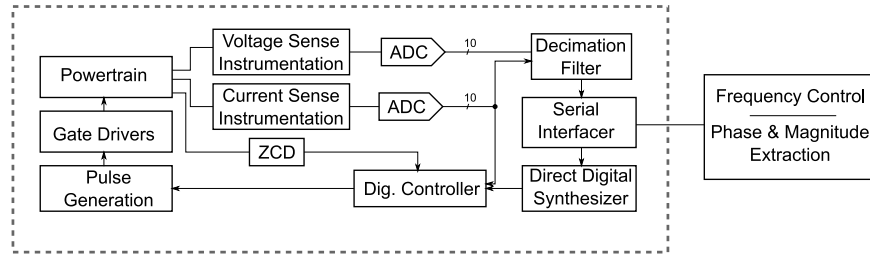 Powertrain
Gate Drivers
Pulse
Generation
Voltage Sense
Instrumentation
Current Sense
Instrumentation
ZCD
ADC
10
ADC
10
Dig. Controller
Decimation
Filter
Serial
Interfacer
Direct Digital
Synthesizer
Frequency Control
Phase & Magnitude
Extraction